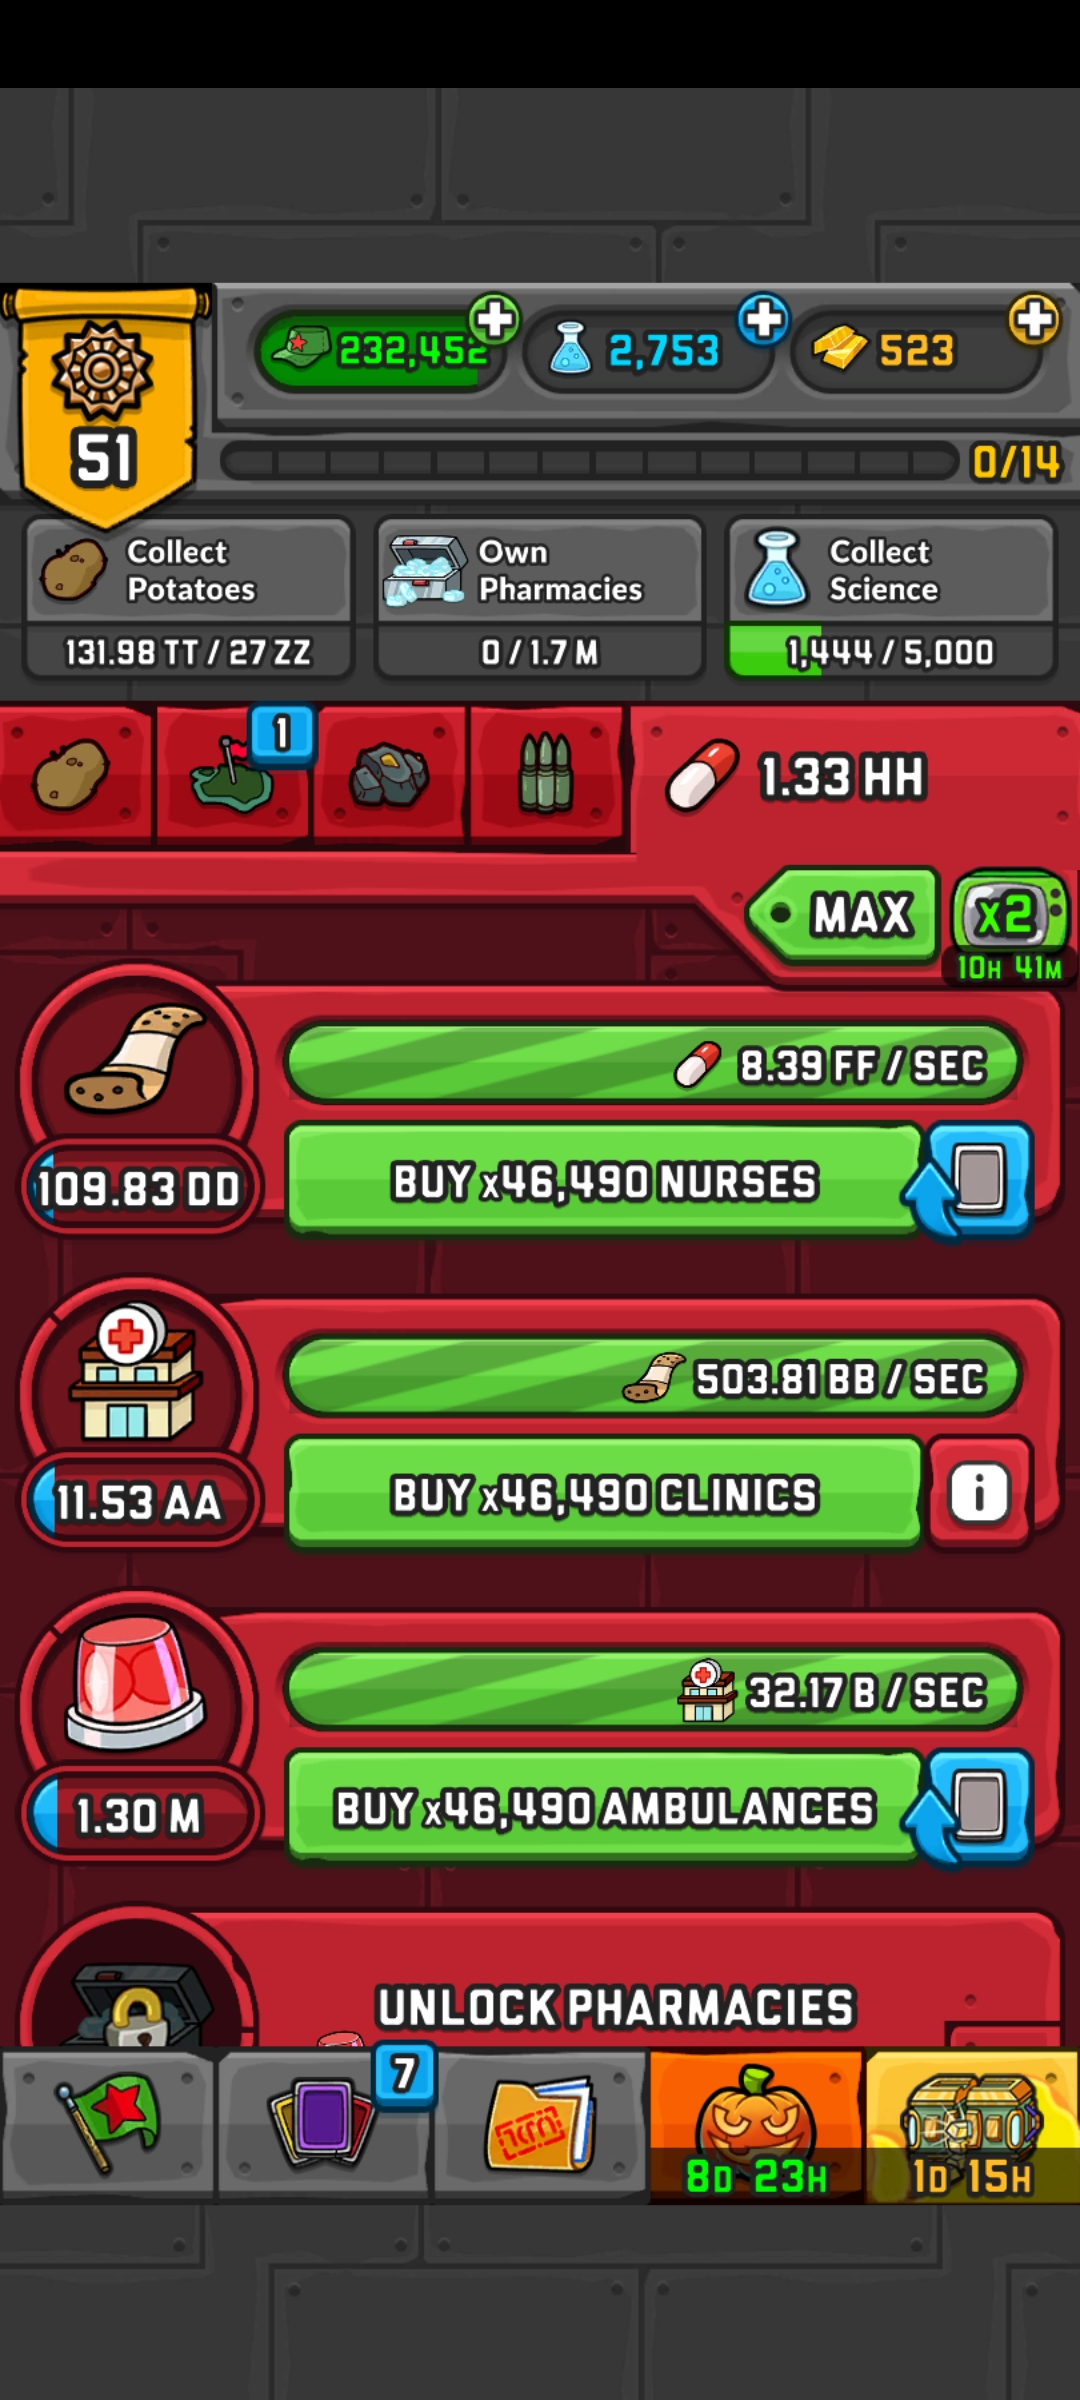 51
232,452
2,753
523
0/14
Collect
Potatoes
131.98 TT / 27 ZZ
Own
Pharmacies
0 / 1.7 M
Collect
Science
1,444 / 5,000
1
1.33 HH
MAX
x2
10H 41M
8.39 FF / SEC
109.83 DD
BUY x46,490 NURSES
503.81 BB / SEC
11.53 AA
BUY x46,490 CLINICS
i
32.17 B / SEC
1.30 M
BUY x46,490 AMBULANCES
UNLOCK PHARMACIES
7
8D 23H
1D 15H